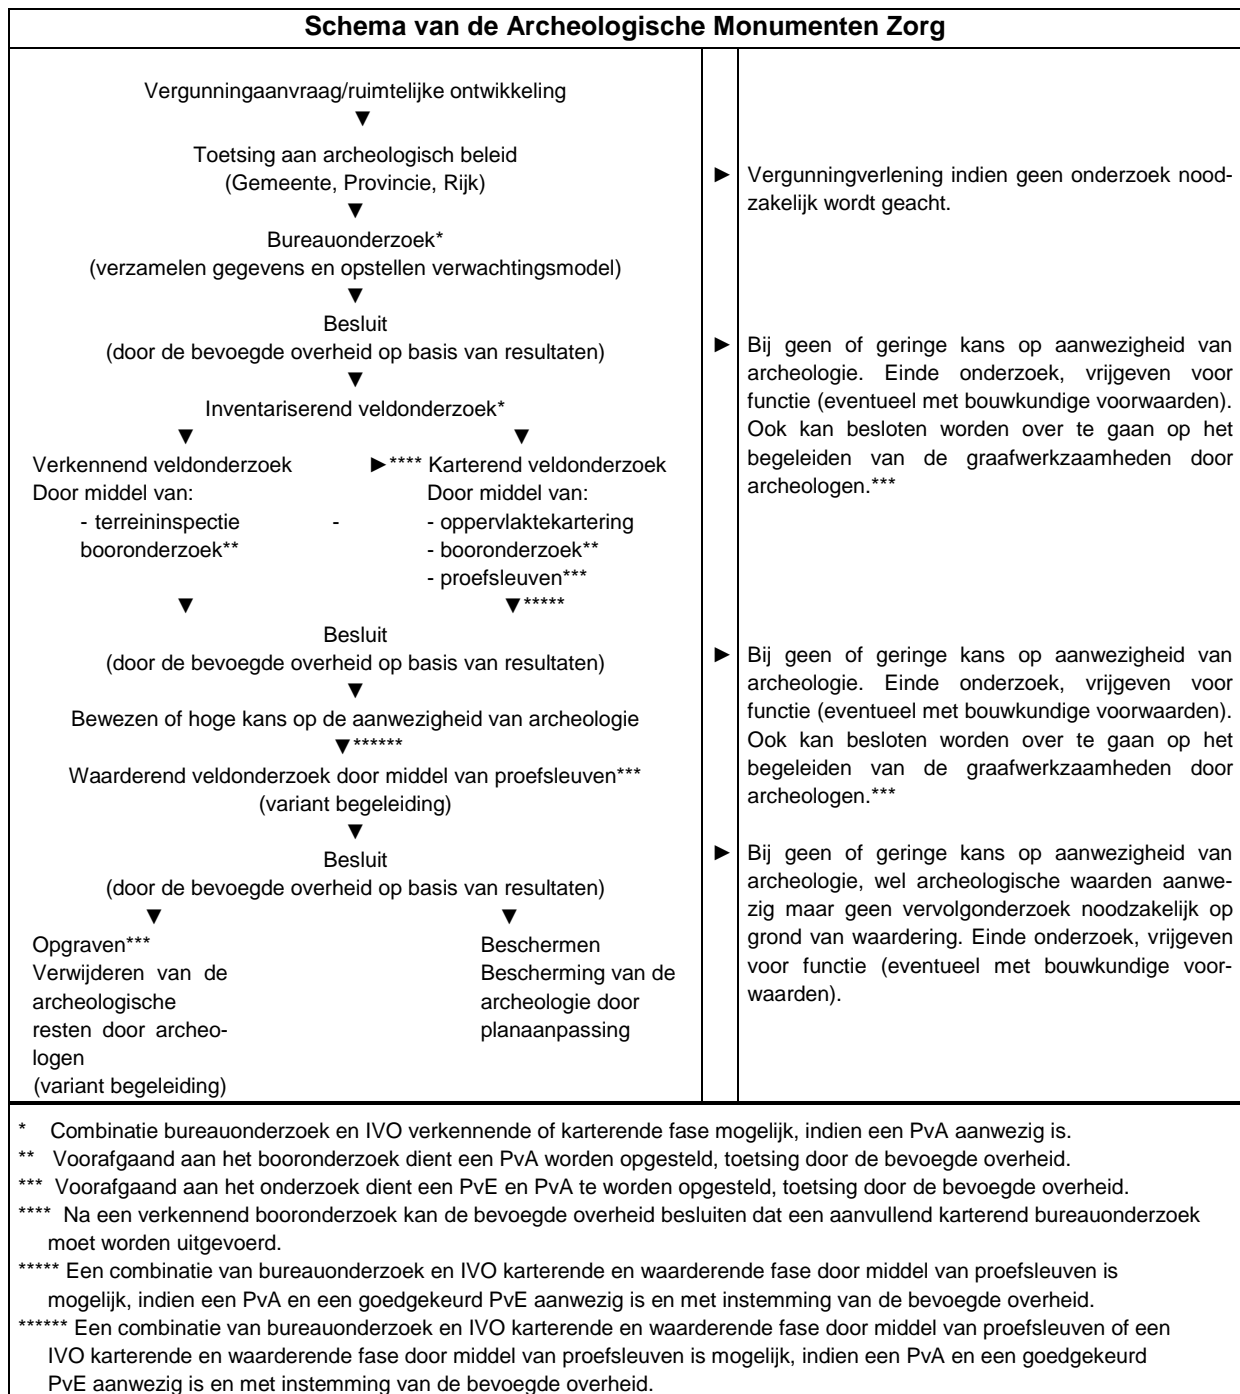 Schema van de Archeologische Monumenten Zorg
Vergunningaanvraag/ruimtelijke ontwikkeling
▼
Toetsing aan archeologisch beleid
(Gemeente, Provincie, Rijk)
▼
Bureauonderzoek*
(verzamelen gegevens en opstellen verwachtingsmodel)
▼
Besluit
(door de bevoegde overheid op basis van resultaten)
▼
Inventariserend veldonderzoek*
▼ ▼
Verkennend veldonderzoek ►**** Karterend veldonderzoek
Door middel van: Door middel van:
- terreininspectie - - oppervlaktekartering
booronderzoek** - booronderzoek**
- proefsleuven***
▼ ▼*****
Besluit
(door de bevoegde overheid op basis van resultaten)
▼
Bewezen of hoge kans op de aanwezigheid van archeologie
▼******
Waarderend veldonderzoek door middel van proefsleuven***
(variant begeleiding)
▼
Besluit
(door de bevoegde overheid op basis van resultaten)
▼ ▼
Opgraven*** Beschermen
Verwijderen van de Bescherming van de
archeologische archeologie door
resten door archeo- planaanpassing
logen
(variant begeleiding)
► Vergunningverlening indien geen onderzoek nood-
zakelijk wordt geacht.
► Bij geen of geringe kans op aanwezigheid van
archeologie. Einde onderzoek, vrijgeven voor
functie (eventueel met bouwkundige voorwaarden).
Ook kan besloten worden over te gaan op het
begeleiden van de graafwerkzaamheden door
archeologen.***
► Bij geen of geringe kans op aanwezigheid van
archeologie. Einde onderzoek, vrijgeven voor
functie (eventueel met bouwkundige voorwaarden).
Ook kan besloten worden over te gaan op het
begeleiden van de graafwerkzaamheden door
archeologen.***
► Bij geen of geringe kans op aanwezigheid van
archeologie, wel archeologische waarden aanwe-
zig maar geen vervolgonderzoek noodzakelijk op
grond van waardering. Einde onderzoek, vrijgeven
voor functie (eventueel met bouwkundige voor-
waarden).
* Combinatie bureauonderzoek en IVO verkennende of karterende fase mogelijk, indien een PvA aanwezig is.
** Voorafgaand aan het booronderzoek dient een PvA worden opgesteld, toetsing door de bevoegde overheid.
*** Voorafgaand aan het onderzoek dient een PvE en PvA te worden opgesteld, toetsing door de bevoegde overheid.
**** Na een verkennend booronderzoek kan de bevoegde overheid besluiten dat een aanvullend karterend bureauonderzoek
moet worden uitgevoerd.
***** Een combinatie van bureauonderzoek en IVO karterende en waarderende fase door middel van proefsleuven is
mogelijk, indien een PvA en een goedgekeurd PvE aanwezig is en met instemming van de bevoegde overheid.
****** Een combinatie van bureauonderzoek en IVO karterende en waarderende fase door middel van proefsleuven of een
IVO karterende en waarderende fase door middel van proefsleuven is mogelijk, indien een PvA en een goedgekeurd
PvE aanwezig is en met instemming van de bevoegde overheid.